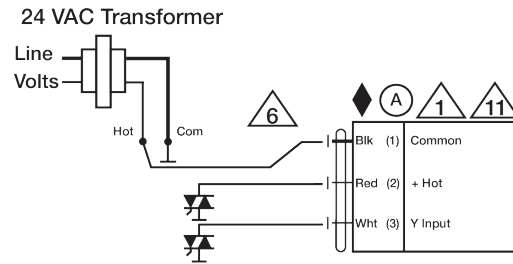 24 VAC Transformer
Line
Volts
Hot
Com
6
A
1
11
Blk (1) Common
Red (2) + Hot
Wht (3) Y Input